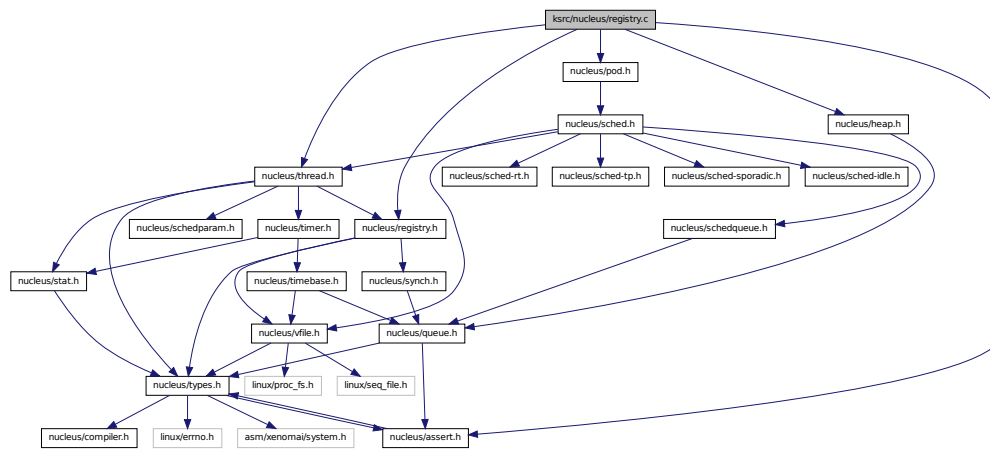 ksrc/nucleus/registry.c
nucleus/pod.h
nucleus/sched.h
nucleus/heap.h
nucleus/thread.h
nucleus/sched-rt.h
nucleus/sched-tp.h
nucleus/sched-sporadic.h
nucleus/sched-idle.h
nucleus/schedparam.h
nucleus/timer.h
nucleus/registry.h
nucleus/schedqueue.h
nucleus/stat.h
nucleus/timebase.h
nucleus/synch.h
nucleus/vfile.h
nucleus/queue.h
nucleus/types.h
linux/proc_fs.h
linux/seq_file.h
nucleus/compiler.h
linux/errno.h
asm/xenomai/system.h
nucleus/assert.h